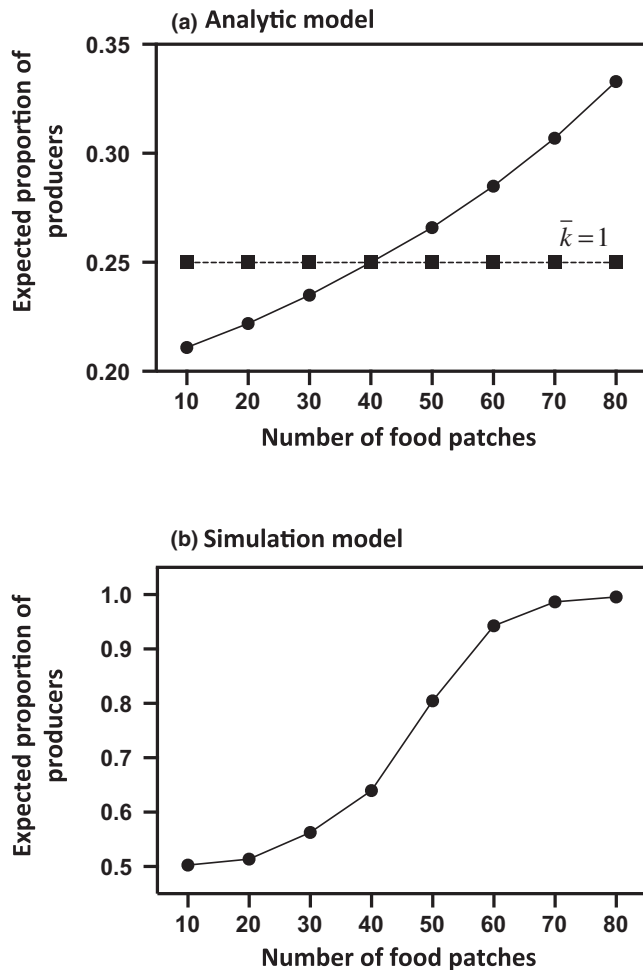 (a) Analytic model
Expected proportion of
producers
0.35
0.30
0.25
0.20
k̄ = 1
10 20 30 40 50 60 70 80
Number of food patches
(b) Simulation model
Expected proportion of
producers
1.0
0.9
0.8
0.7
0.6
0.5
10 20 30 40 50 60 70 80
Number of food patches